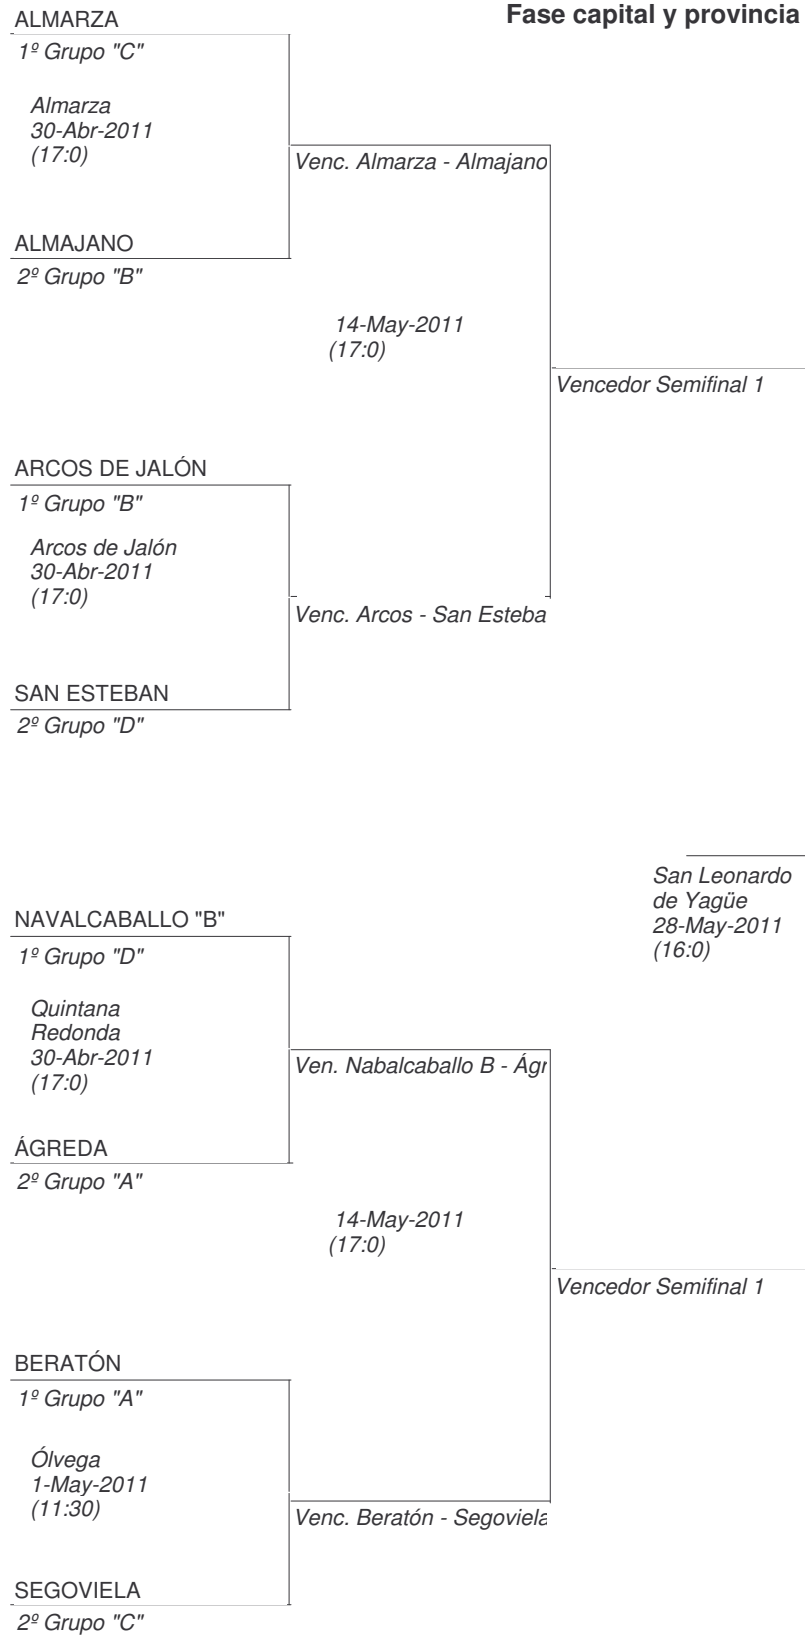 Fase capital y provincia
ALMARZA
1º Grupo "C"
Almarza
30-Abr-2011
(17:0)
Venc. Almarza - Almajano
ALMAJANO
2º Grupo "B"
14-May-2011
(17:0)
Vencedor Semifinal 1
ARCOS DE JALÓN
1º Grupo "B"
Arcos de Jalón
30-Abr-2011
(17:0)
Venc. Arcos - San Esteba
SAN ESTEBAN
2º Grupo "D"
San Leonardo
de Yagüe
28-May-2011
(16:0)
NAVALCABALLO "B"
1º Grupo "D"
Quintana
Redonda
30-Abr-2011
(17:0)
Ven. Nabalcaballo B - Ágr
ÁGREDA
2º Grupo "A"
14-May-2011
(17:0)
Vencedor Semifinal 1
BERATÓN
1º Grupo "A"
Ólvega
1-May-2011
(11:30)
Venc. Beratón - Segoviela
SEGOVIELA
2º Grupo "C"